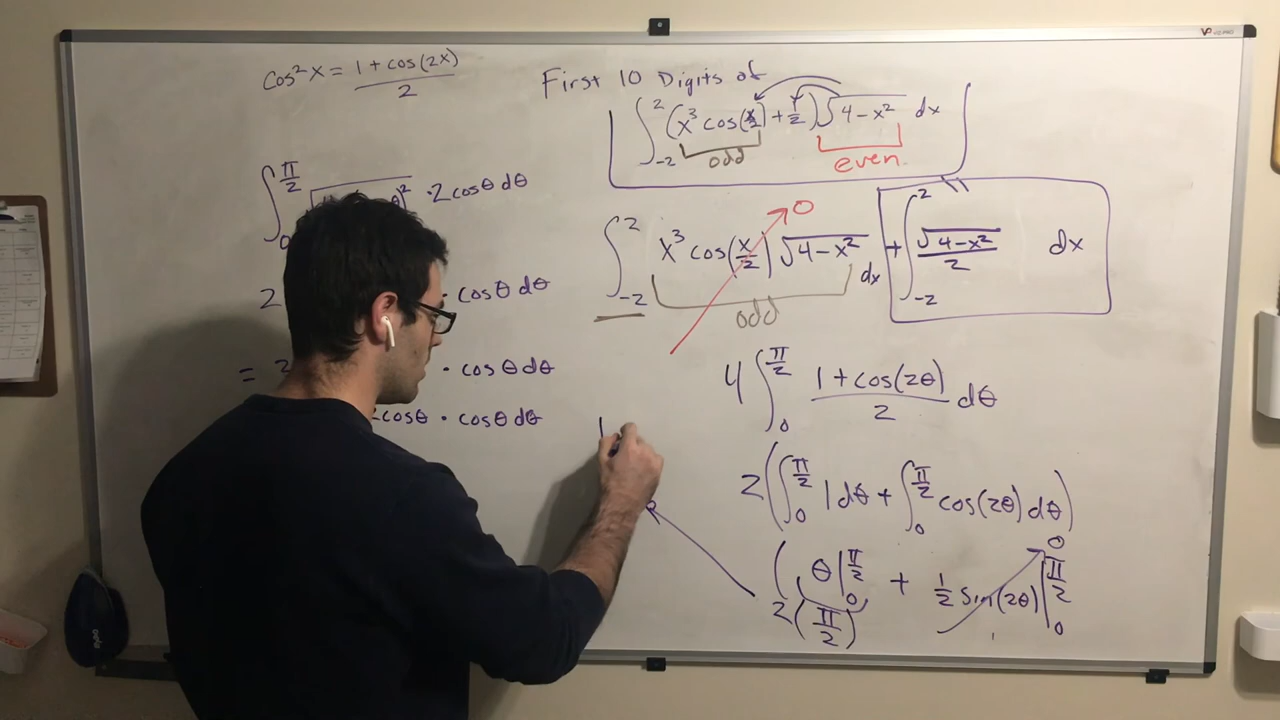 cos²x = (1 + cos(2x))/2
First 10 Digits of
∫_{-2}^{2} (x³ cos(x/2) + 1/2) √(4-x²) dx
odd
even
∫_0^{π/2} · 2cosθ dθ
0
∫_{-2}^{2} x³ cos(x/2) √(4-x²) dx + ∫_{-2}^{2} √(4-x²)/2 dx
odd
2 · cosθ dθ
= 2 · cosθ dθ
2cosθ · cosθ dθ
4 ∫_0^{π/2} (1 + cos(2θ))/2 dθ
2(∫_0^{π/2} 1dθ + ∫_0^{π/2} cos(2θ) dθ)
0
2( θ|_0^{π/2} + 1/2 sin(2θ)|_0^{π/2}
(π/2)